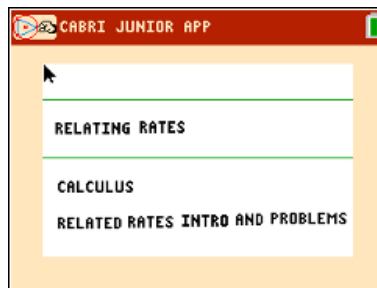 CABRI JUNIOR APP
RELATING RATES
CALCULUS
RELATED RATES INTRO AND PROBLEMS